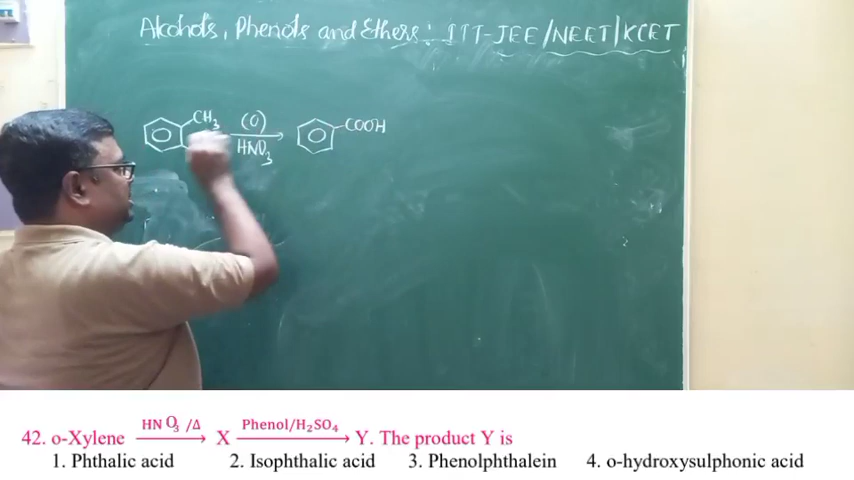 Alcohols, Phenols and Ethers: IIT-JEE/NEET/KCET
CH3 (O) COOH
HNO3
42. o-Xylene HNO3/Δ X Phenol/H2SO4 Y. The product Y is
1. Phthalic acid 2. Isophthalic acid 3. Phenolphthalein 4. o-hydroxysulphonic acid